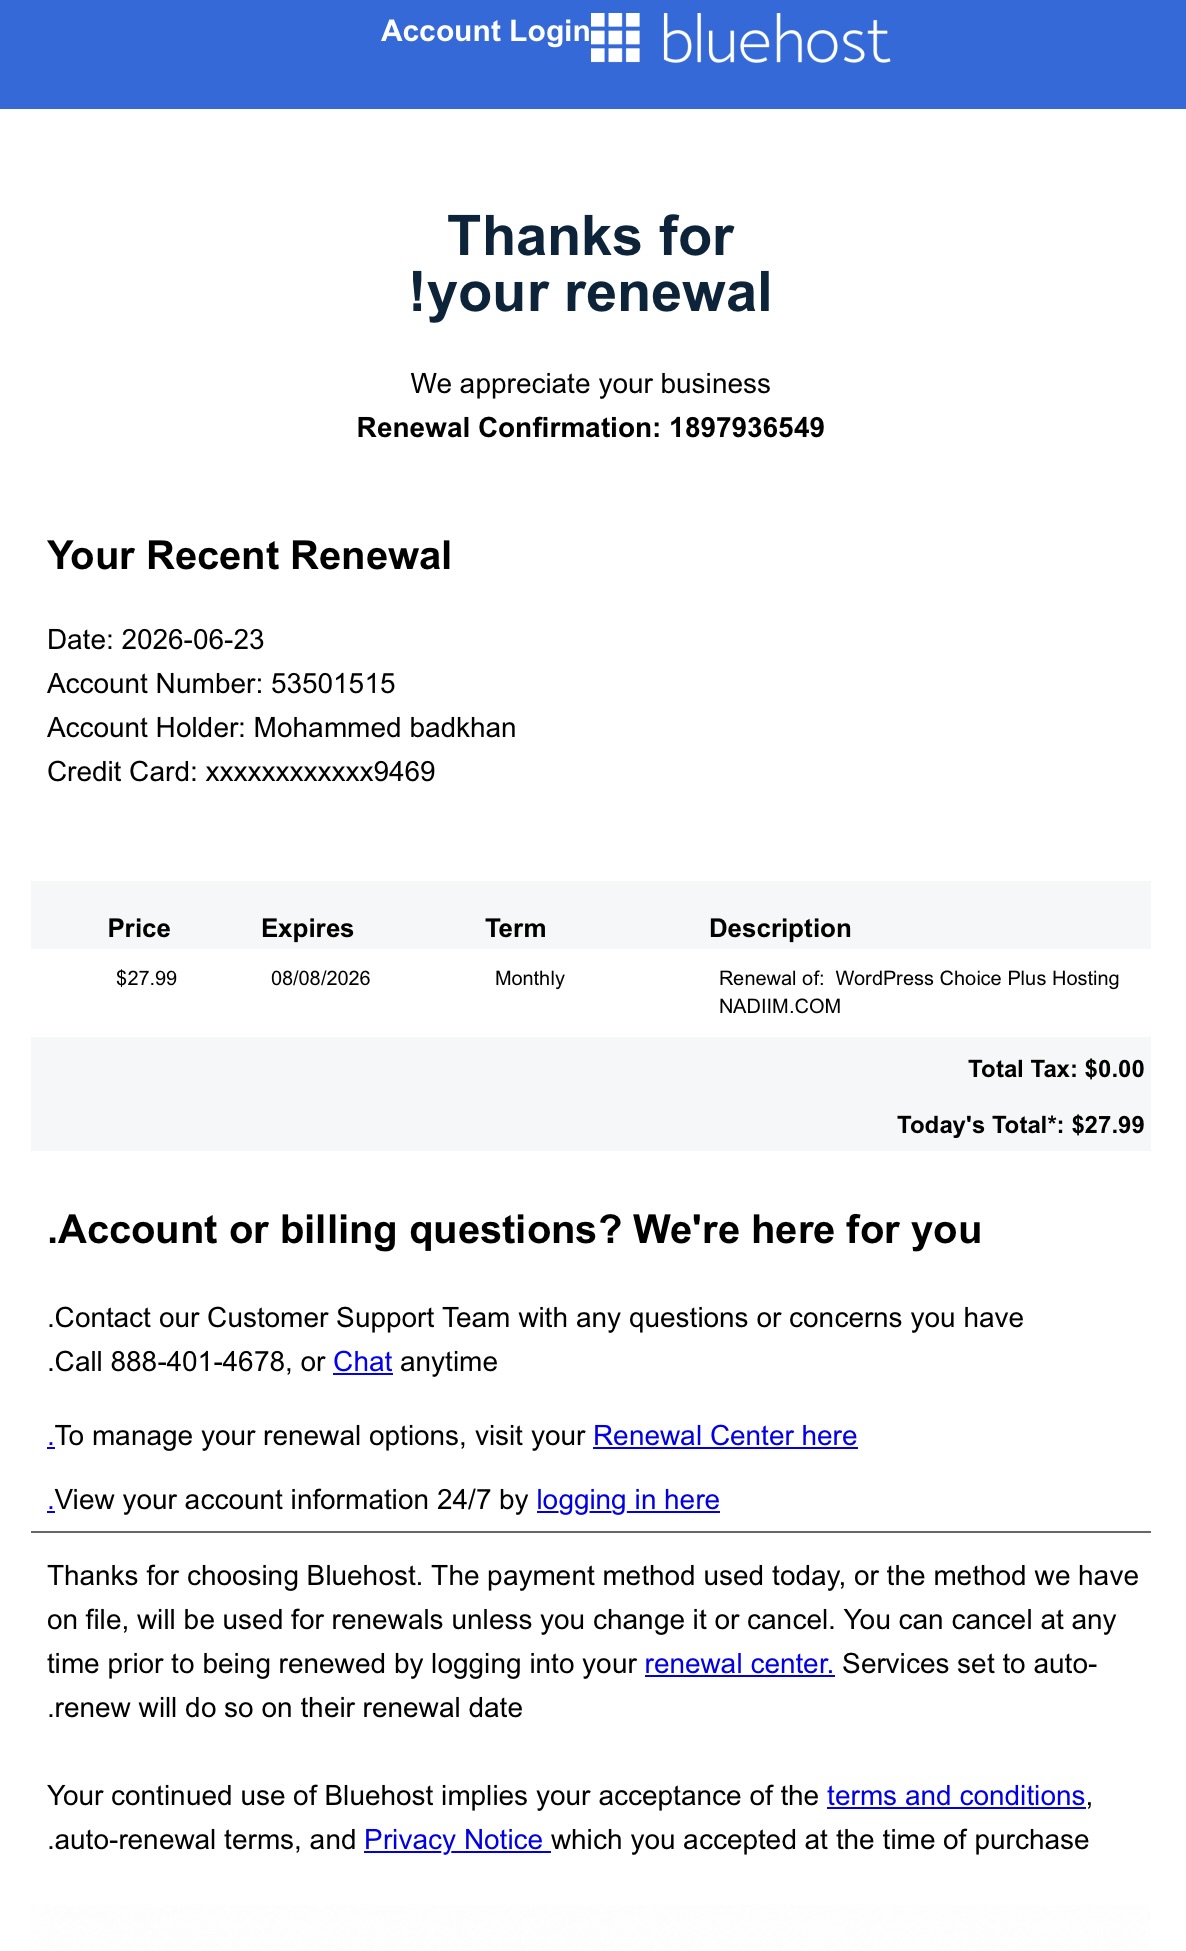 Account Login bluehost
Thanks for
!your renewal
We appreciate your business
Renewal Confirmation: 1897936549
Your Recent Renewal
Date: 2026-06-23
Account Number: 53501515
Account Holder: Mohammed badkhan
Credit Card: xxxxxxxxxxxx9469
Price Expires Term Description
$27.99 08/08/2026 Monthly Renewal of:  WordPress Choice Plus Hosting
NADIIM.COM
Total Tax: $0.00
Today's Total*: $27.99
.Account or billing questions? We're here for you
.Contact our Customer Support Team with any questions or concerns you have
.Call 888-401-4678, or Chat anytime
.To manage your renewal options, visit your Renewal Center here
.View your account information 24/7 by logging in here
Thanks for choosing Bluehost. The payment method used today, or the method we have
on file, will be used for renewals unless you change it or cancel. You can cancel at any
time prior to being renewed by logging into your renewal center. Services set to auto-
.renew will do so on their renewal date
Your continued use of Bluehost implies your acceptance of the terms and conditions,
.auto-renewal terms, and Privacy Notice which you accepted at the time of purchase